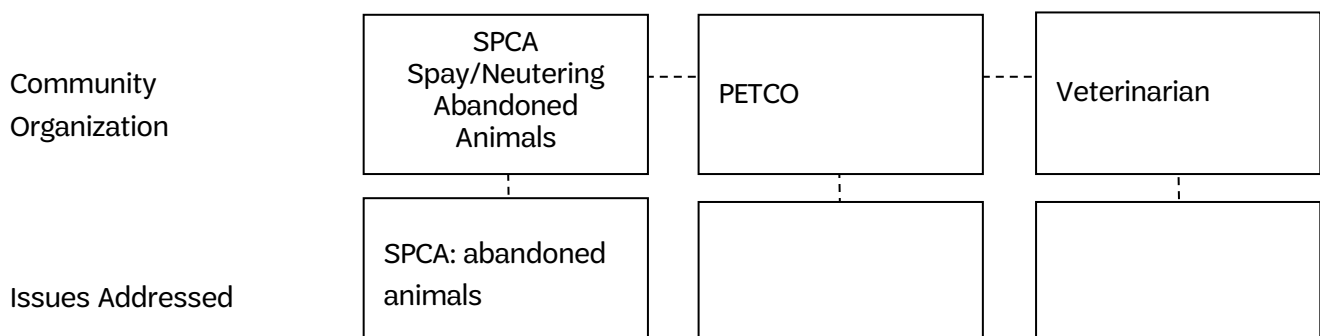 Community
Organization
SPCA
Spay/Neutering
Abandoned
Animals
PETCO
Veterinarian
Issues Addressed
SPCA: abandoned
animals